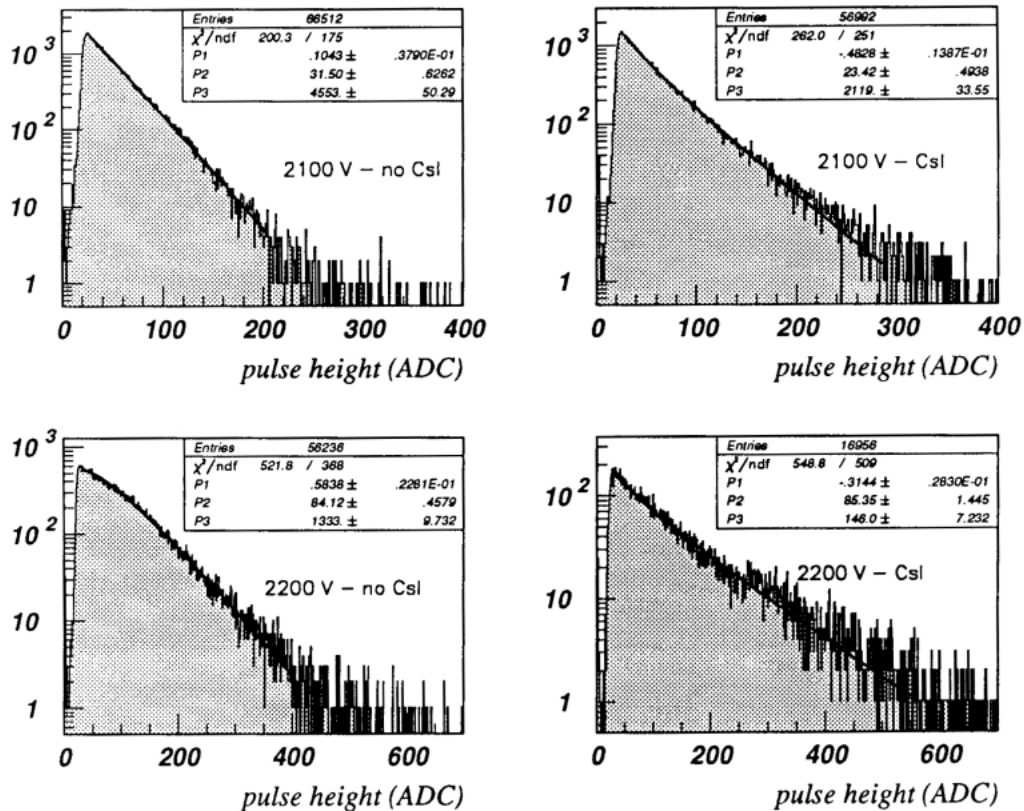 Entries 66512
χ²/ndf 200.3 / 175
P1 .1043 ± .3790E-01
P2 31.50 ± .6262
P3 4553. ± 50.29
2100 V – no CsI
10³
10²
10
1
0 100 200 300 400
pulse height (ADC)
Entries 56992
χ²/ndf 262.0 / 251
P1 -.4828 ± .1387E-01
P2 23.42 ± .4938
P3 2119. ± 33.55
2100 V – CsI
10³
10²
10
1
0 100 200 300 400
pulse height (ADC)
Entries 56236
χ²/ndf 521.8 / 368
P1 .5838 ± .2281E-01
P2 84.12 ± .4579
P3 1333. ± 9.732
2200 V – no CsI
10³
10²
10
1
0 200 400 600
pulse height (ADC)
Entries 16956
χ²/ndf 548.8 / 509
P1 -.3144 ± .2830E-01
P2 85.35 ± 1.445
P3 146.0 ± 7.232
2200 V – CsI
10²
10
1
0 200 400 600
pulse height (ADC)